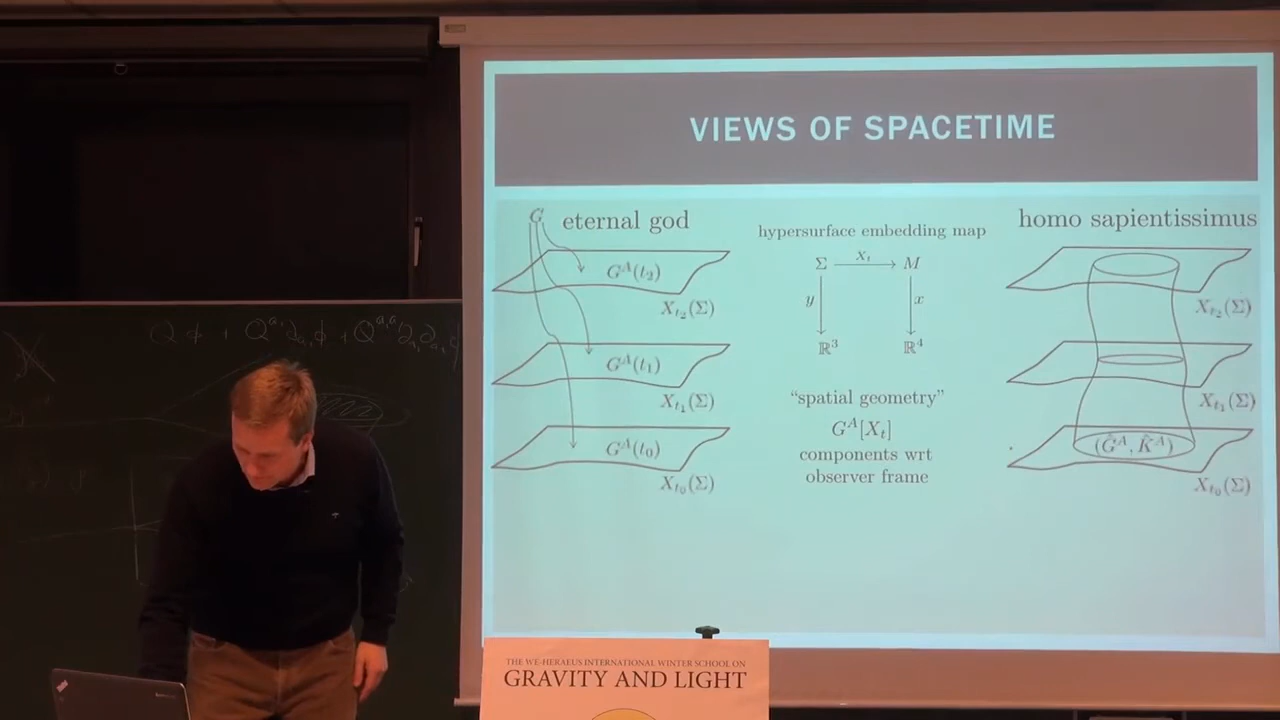 VIEWS OF SPACETIME
G
eternal god
G^A(t_2)
X_{t_2}(Σ)
G^A(t_1)
X_{t_1}(Σ)
G^A(t_0)
X_{t_0}(Σ)
hypersurface embedding map
Σ X_t M
y x
ℝ^3 ℝ^4
"spatial geometry"
G^A[X_t]
components wrt
observer frame
homo sapientissimus
X_{t_2}(Σ)
X_{t_1}(Σ)
(Ĝ^A, K̂^A)
X_{t_0}(Σ)
THE WE-HERAEUS INTERNATIONAL WINTER SCHOOL ON
GRAVITY AND LIGHT